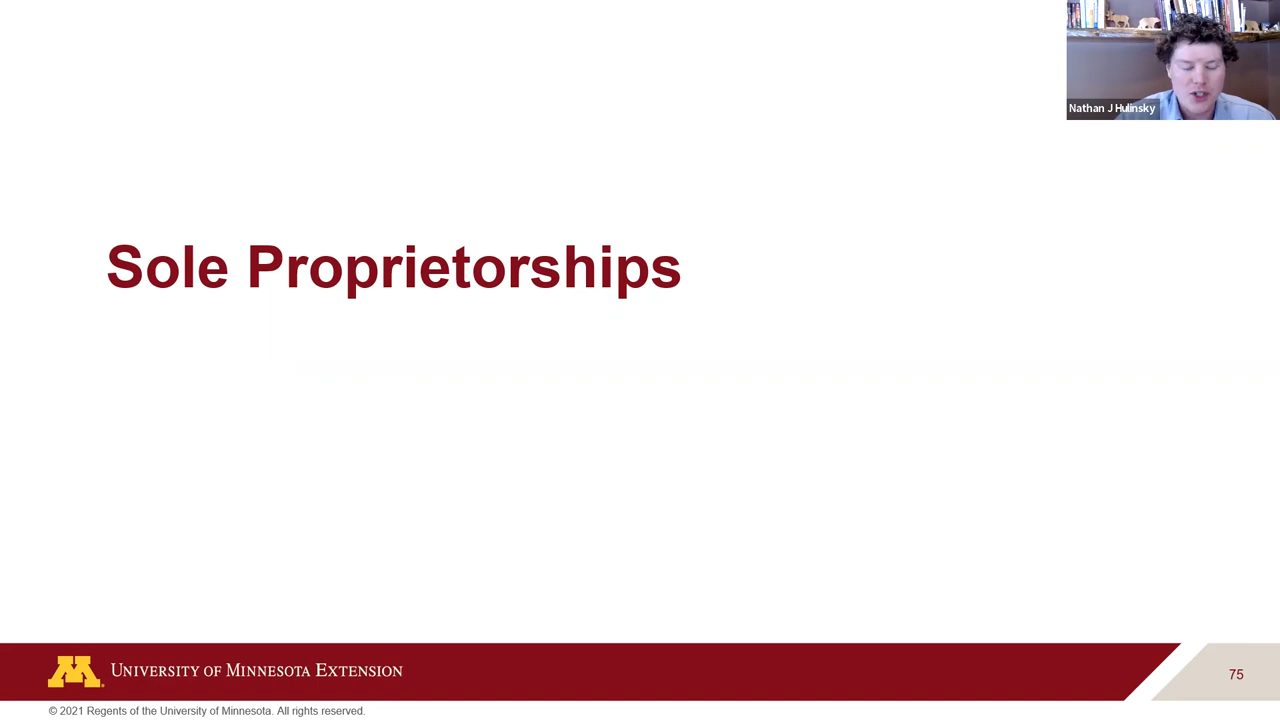 Nathan J Hulinsky
Sole Proprietorships
UNIVERSITY OF MINNESOTA EXTENSION
75
© 2021 Regents of the University of Minnesota. All rights reserved.